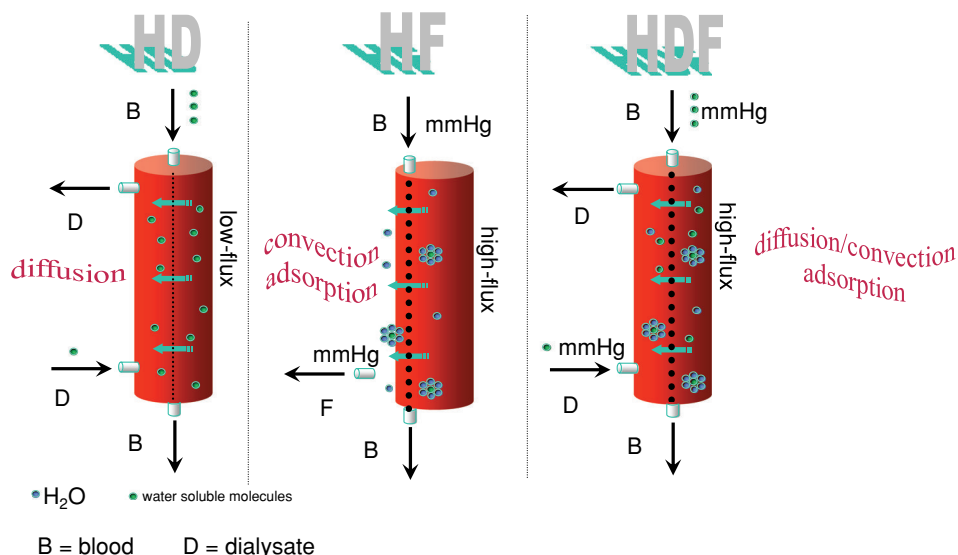 HD
HF
HDF
B
B
mmHg
B
mmHg
D
low-flux
diffusion
D
B
convection
adsorption
high-flux
mmHg
F
B
D
high-flux
diffusion/convection
adsorption
mmHg
D
B
H₂O
water soluble molecules
B = blood D = dialysate